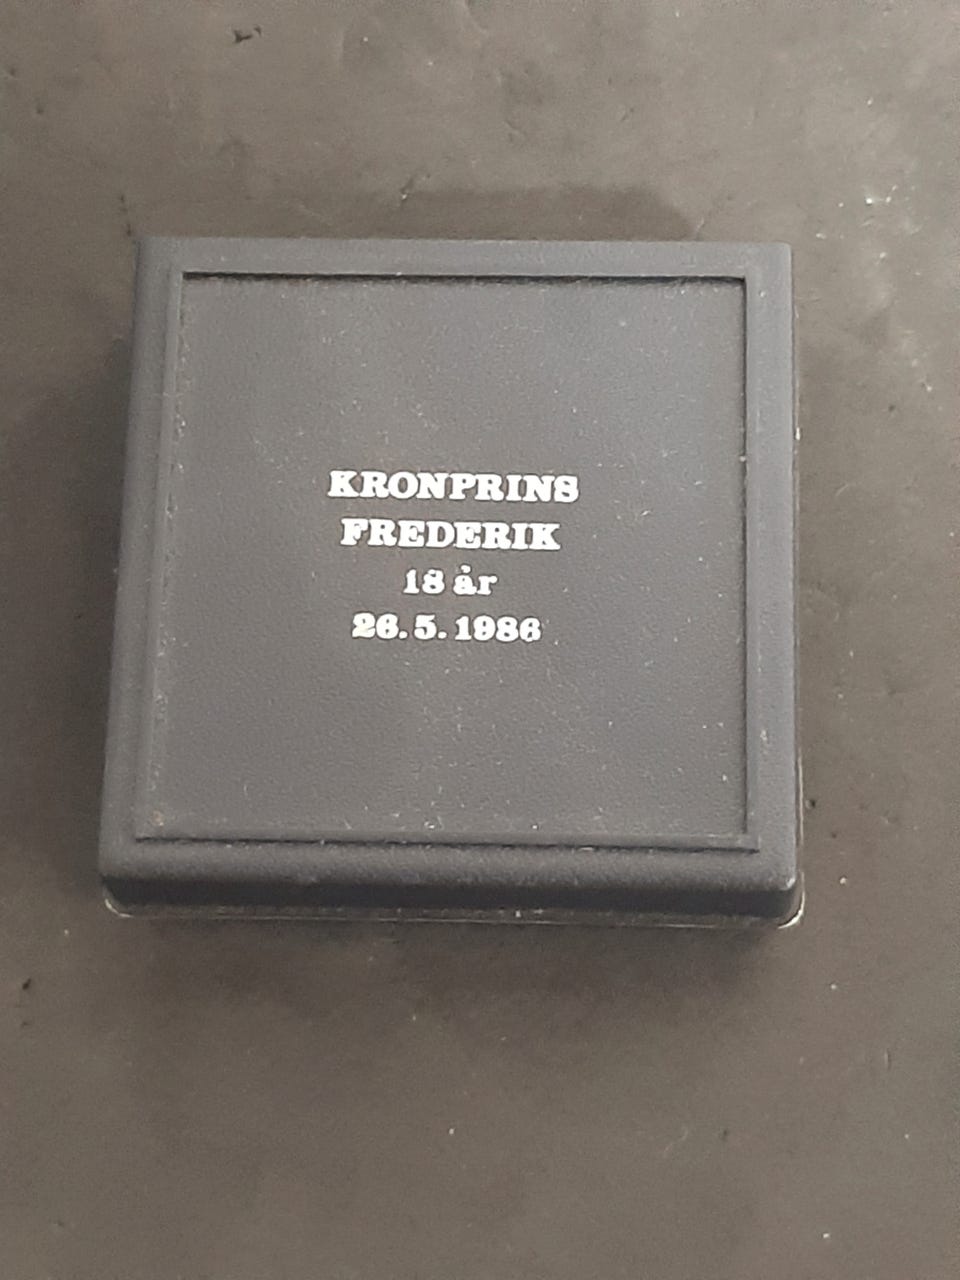 KRONPRINS
FREDERIK
18 år
26.5.1986